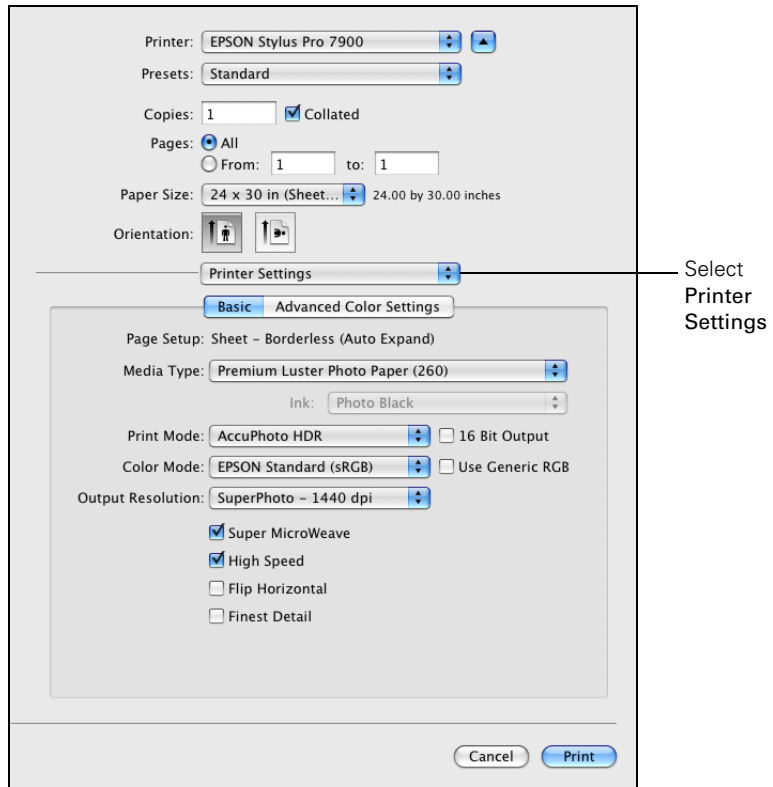 Printer: EPSON Stylus Pro 7900
Presets: Standard
Copies: 1 Collated
Pages: All
From: 1 to: 1
Paper Size: 24 x 30 in (Sheet... 24.00 by 30.00 inches
Orientation:
Printer Settings
Select
Printer
Settings
Basic Advanced Color Settings
Page Setup: Sheet – Borderless (Auto Expand)
Media Type: Premium Luster Photo Paper (260)
Ink: Photo Black
Print Mode: AccuPhoto HDR 16 Bit Output
Color Mode: EPSON Standard (sRGB) Use Generic RGB
Output Resolution: SuperPhoto – 1440 dpi
Super MicroWeave
High Speed
Flip Horizontal
Finest Detail
Cancel Print